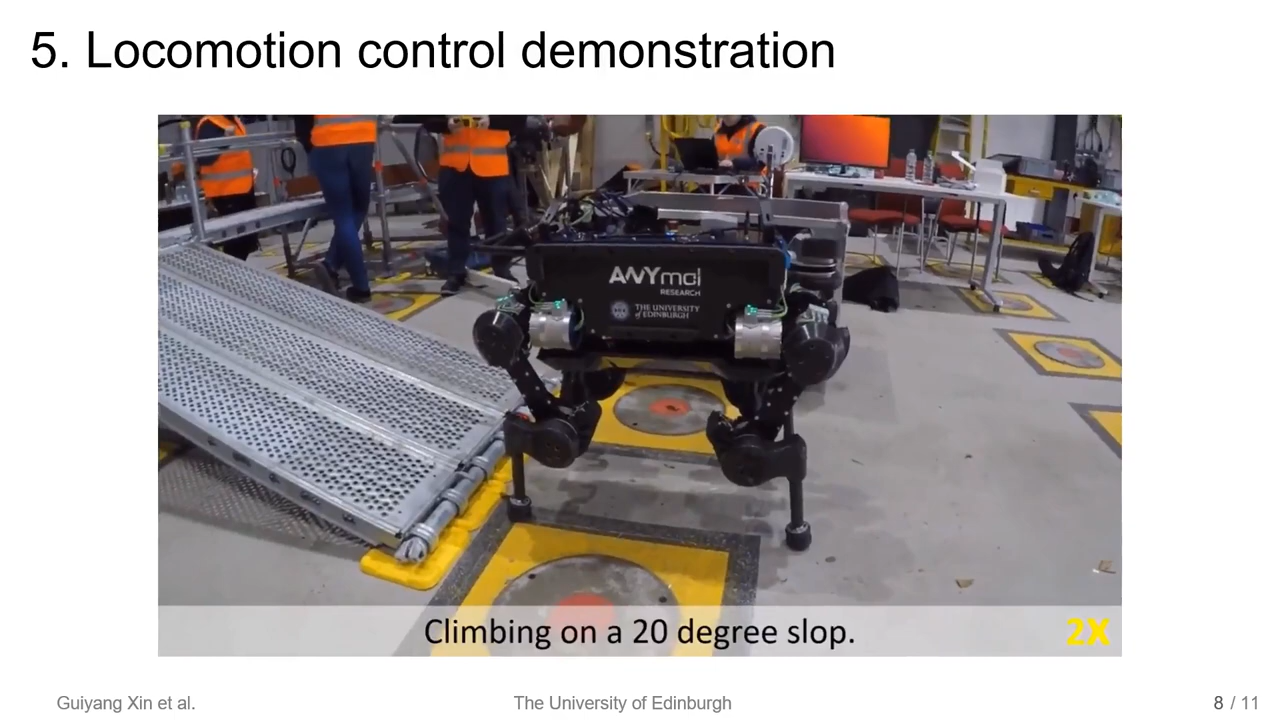 5. Locomotion control demonstration
ANYmal
RESEARCH
THE UNIVERSITY
of EDINBURGH
Climbing on a 20 degree slop.
2X
Guiyang Xin et al.
The University of Edinburgh
8 / 11